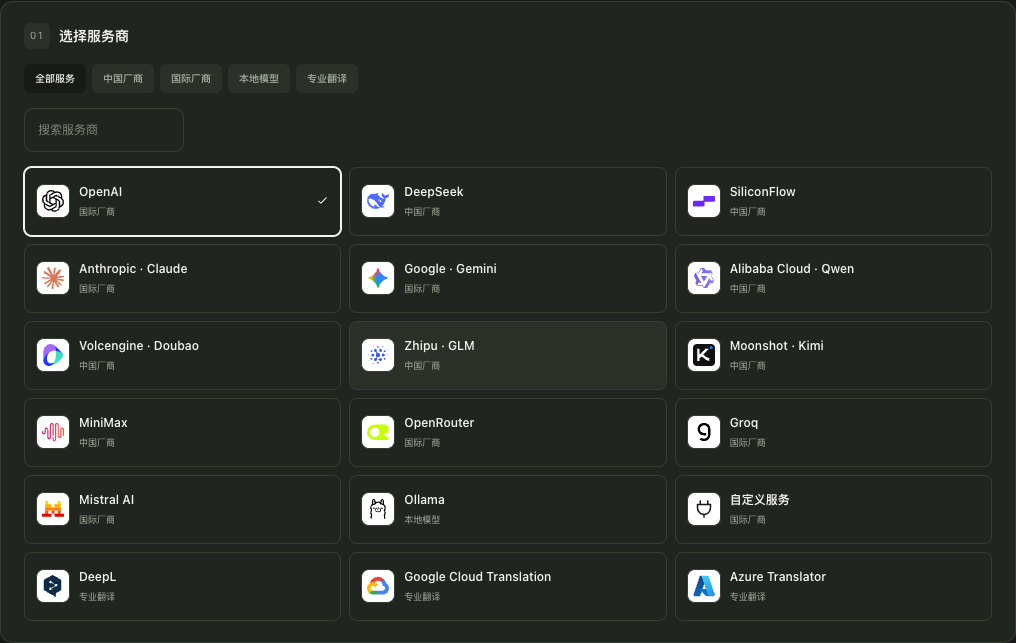 01 选择服务商
全部服务 中国厂商 国际厂商 本地模型 专业翻译
搜索服务商
OpenAI
国际厂商
DeepSeek
中国厂商
SiliconFlow
中国厂商
Anthropic · Claude
国际厂商
Google · Gemini
国际厂商
Alibaba Cloud · Qwen
中国厂商
Volcengine · Doubao
中国厂商
Zhipu · GLM
中国厂商
Moonshot · Kimi
中国厂商
MiniMax
中国厂商
OpenRouter
国际厂商
Groq
国际厂商
Mistral AI
国际厂商
Ollama
本地模型
自定义服务
国际厂商
DeepL
专业翻译
Google Cloud Translation
专业翻译
Azure Translator
专业翻译